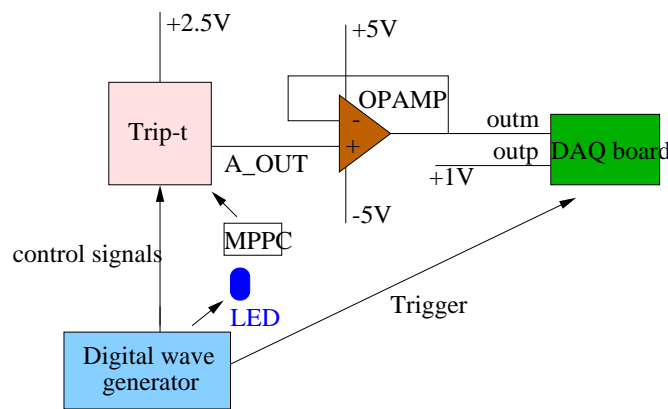 +2.5V
+5V
OPAMP
Trip-t
-
+
A_OUT
outm
outp
DAQ board
+1V
-5V
MPPC
control signals
LED
Trigger
Digital wave
generator